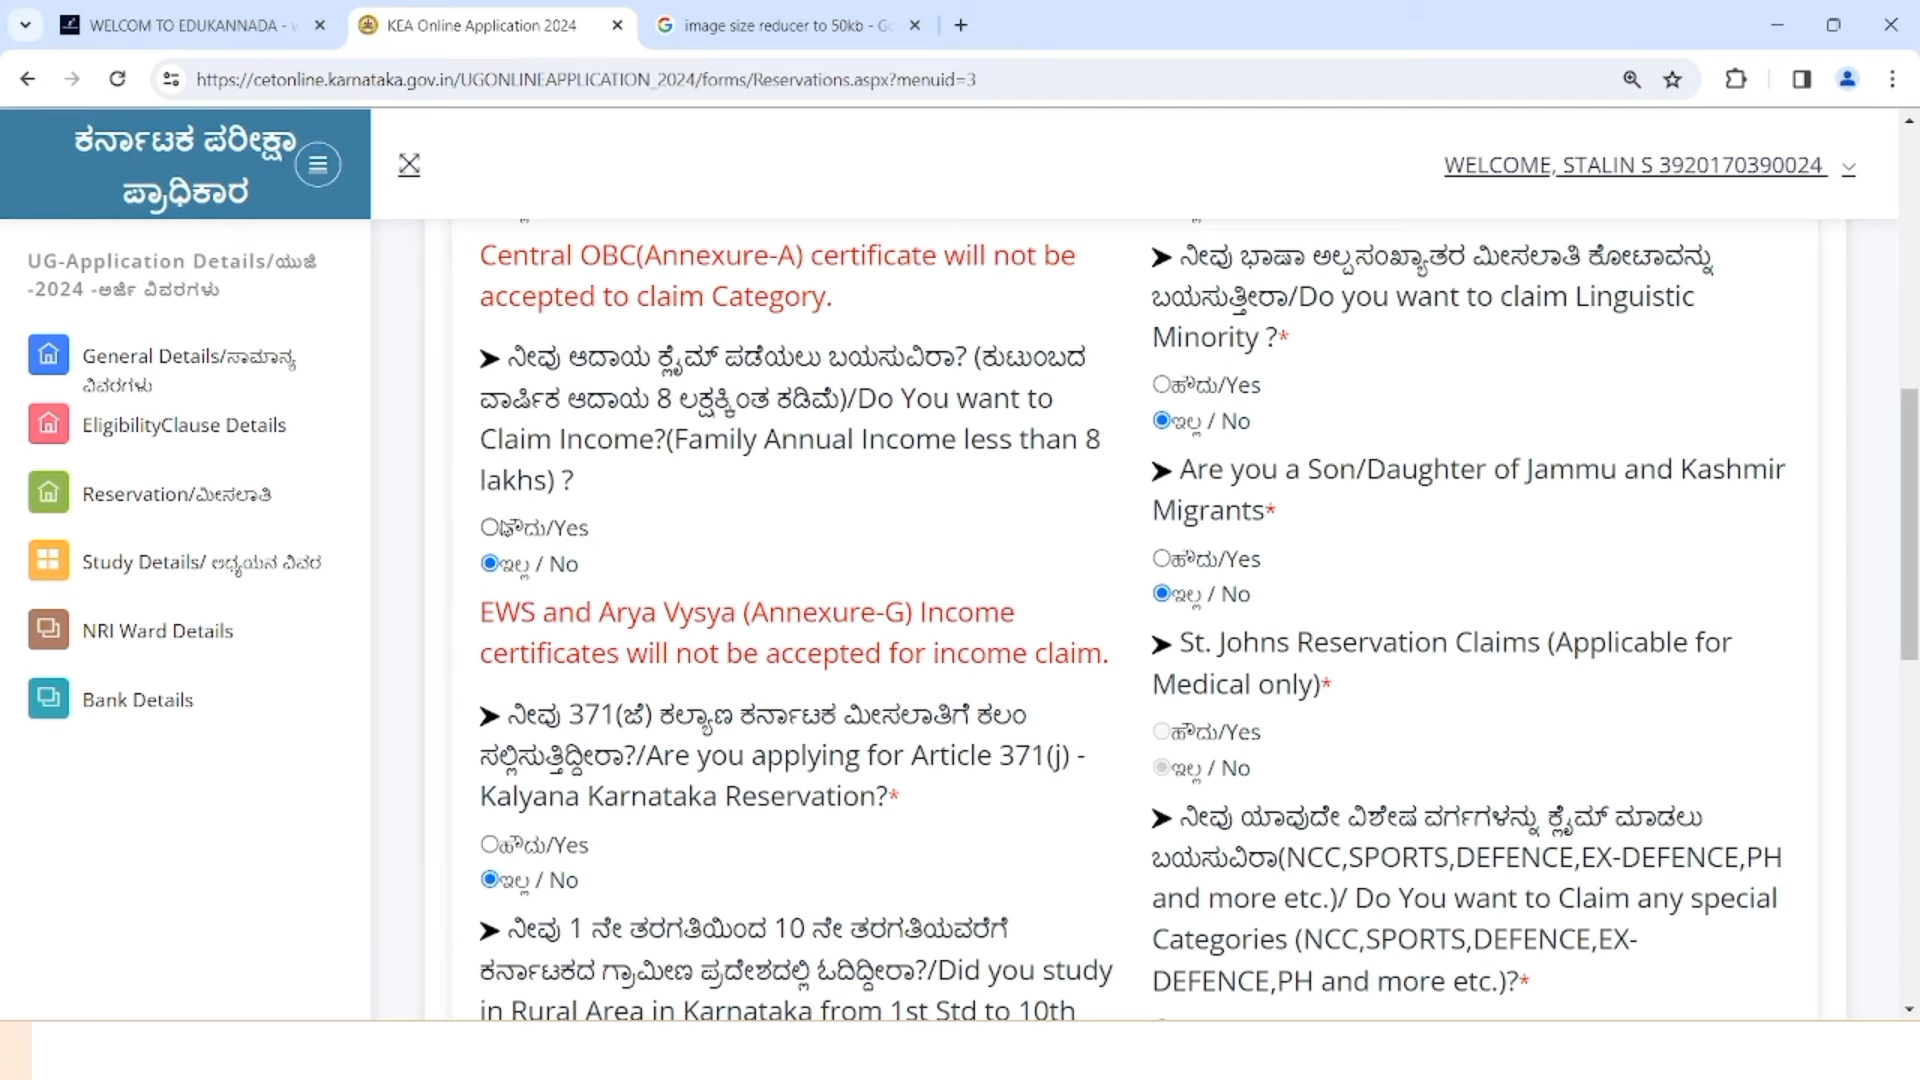 WELCOM TO EDUKANNADA -
KEA Online Application 2024
image size reducer to 50kb - Go
https://cetonline.karnataka.gov.in/UGONLINEAPPLICATION_2024/forms/Reservations.aspx?menuid=3
ಕರ್ನಾಟಕ ಪರೀಕ್ಷಾ
ಪ್ರಾಧಿಕಾರ
WELCOME, STALIN S 3920170390024
UG-Application Details/ಯುಜಿ
-2024 -ಅರ್ಜಿ ವಿವರಗಳು
General Details/ಸಾಮಾನ್ಯ
ವಿವರಗಳು
EligibilityClause Details
Reservation/ಮೀಸಲಾತಿ
Study Details/ ಅಧ್ಯಯನ ವಿವರ
NRI Ward Details
Bank Details
Central OBC(Annexure-A) certificate will not be
accepted to claim Category.
➤ ನೀವು ಆದಾಯ ಕ್ಲೈಮ್ ಪಡೆಯಲು ಬಯಸುವಿರಾ? (ಕುಟುಂಬದ
ವಾರ್ಷಿಕ ಆದಾಯ 8 ಲಕ್ಷಕ್ಕಿಂತ ಕಡಿಮೆ)/Do You want to
Claim Income?(Family Annual Income less than 8
lakhs) ?
ಹೌದು/Yes
ಇಲ್ಲ / No
EWS and Arya Vysya (Annexure-G) Income
certificates will not be accepted for income claim.
➤ ನೀವು 371(ಜೆ) ಕಲ್ಯಾಣ ಕರ್ನಾಟಕ ಮೀಸಲಾತಿಗೆ ಕಲಂ
ಸಲ್ಲಿಸುತ್ತಿದ್ದೀರಾ?/Are you applying for Article 371(j) -
Kalyana Karnataka Reservation?*
ಹೌದು/Yes
ಇಲ್ಲ / No
➤ ನೀವು 1 ನೇ ತರಗತಿಯಿಂದ 10 ನೇ ತರಗತಿಯವರೆಗೆ
ಕರ್ನಾಟಕದ ಗ್ರಾಮೀಣ ಪ್ರದೇಶದಲ್ಲಿ ಓದಿದ್ದೀರಾ?/Did you study
in Rural Area in Karnataka from 1st Std to 10th
➤ ನೀವು ಭಾಷಾ ಅಲ್ಪಸಂಖ್ಯಾತರ ಮೀಸಲಾತಿ ಕೋಟಾವನ್ನು
ಬಯಸುತ್ತೀರಾ/Do you want to claim Linguistic
Minority ?*
ಹೌದು/Yes
ಇಲ್ಲ / No
➤ Are you a Son/Daughter of Jammu and Kashmir
Migrants*
ಹೌದು/Yes
ಇಲ್ಲ / No
➤ St. Johns Reservation Claims (Applicable for
Medical only)*
ಹೌದು/Yes
ಇಲ್ಲ / No
➤ ನೀವು ಯಾವುದೇ ವಿಶೇಷ ವರ್ಗಗಳನ್ನು ಕ್ಲೈಮ್ ಮಾಡಲು
ಬಯಸುವಿರಾ(NCC,SPORTS,DEFENCE,EX-DEFENCE,PH
and more etc.)/ Do You want to Claim any special
Categories (NCC,SPORTS,DEFENCE,EX-
DEFENCE,PH and more etc.)?*